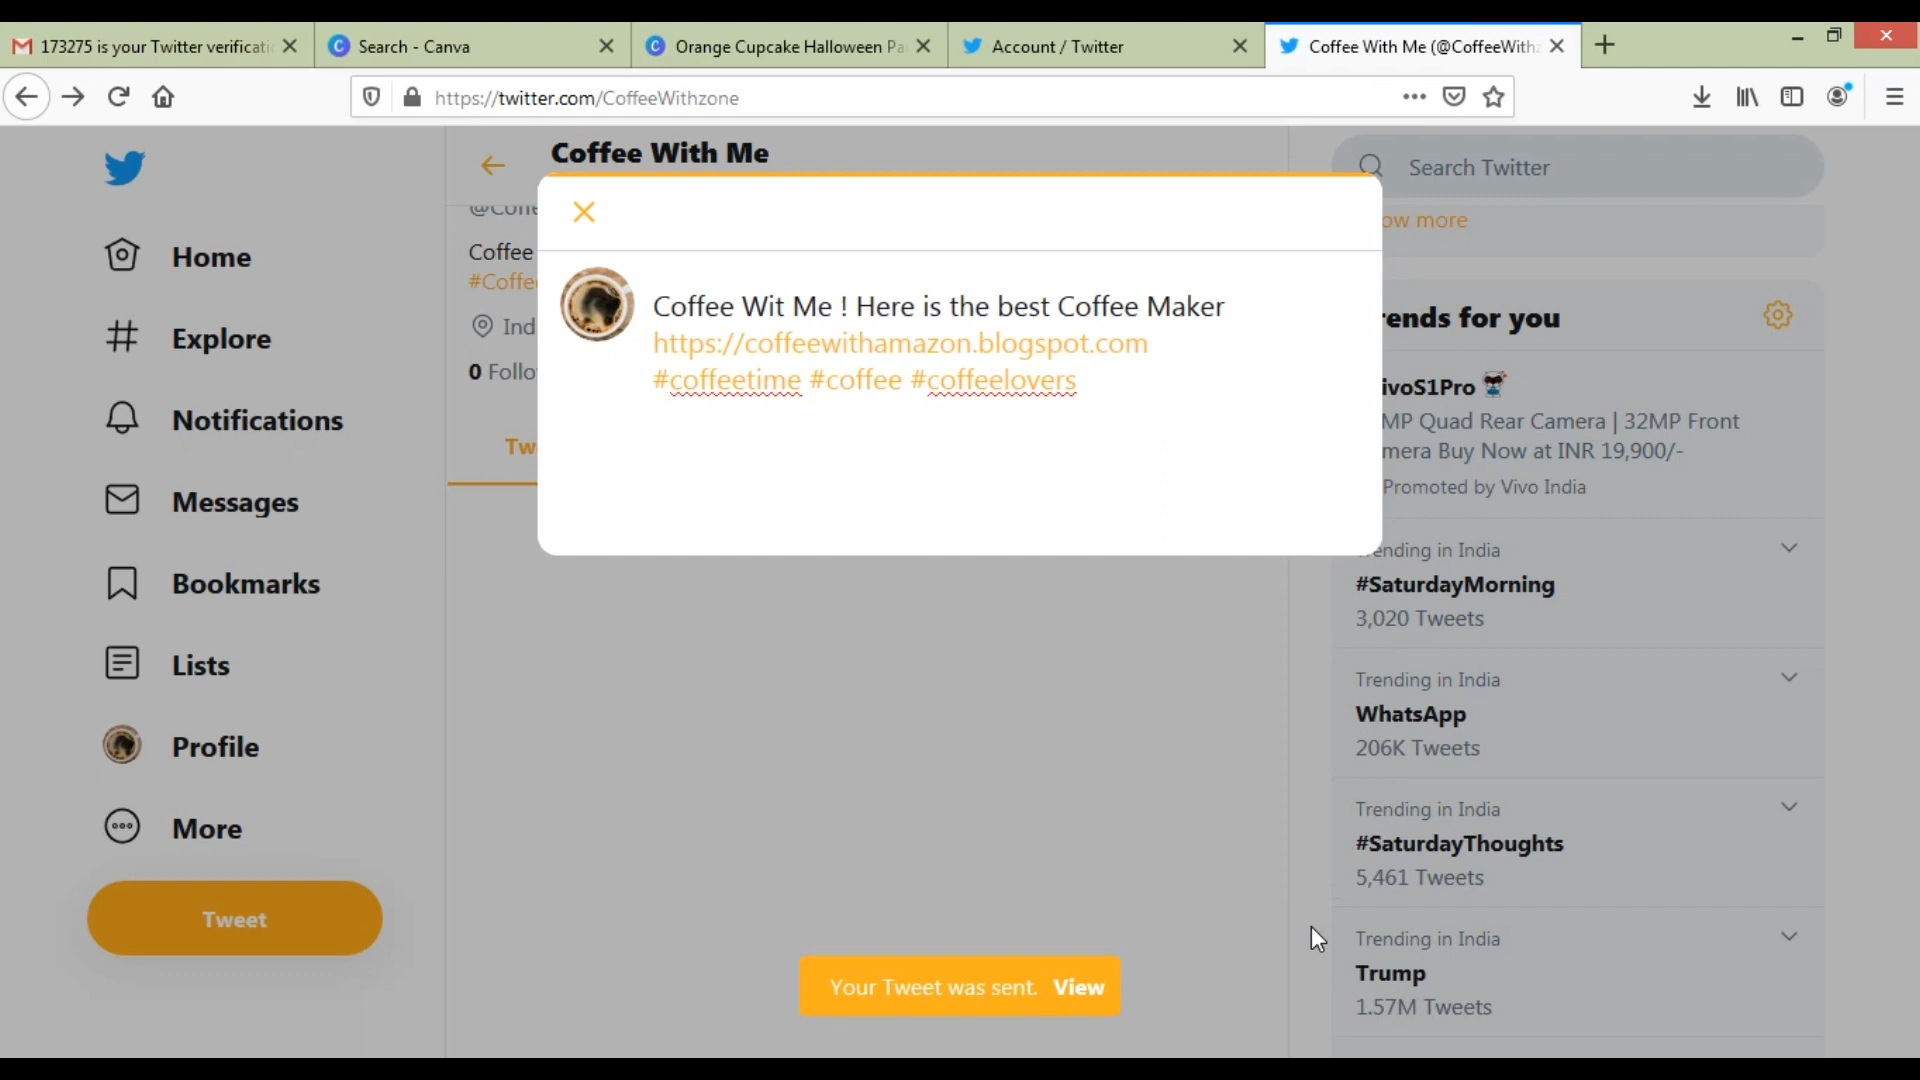 173275 is your Twitter verificati
Search - Canva
Orange Cupcake Halloween Pa
Account / Twitter
Coffee With Me (@CoffeeWithz
https://twitter.com/CoffeeWithzone
Home
Explore
Notifications
Messages
Bookmarks
Lists
Profile
More
Tweet
Coffee With Me
@Coffe
Coffee
#Coffe
Ind
0 Follo
Tw
Coffee Wit Me ! Here is the best Coffee Maker
https://coffeewithamazon.blogspot.com
#coffeetime #coffee #coffeelovers
Your Tweet was sent. View
Search Twitter
ow more
rends for you
ivoS1Pro
MP Quad Rear Camera | 32MP Front
mera Buy Now at INR 19,900/-
Promoted by Vivo India
ending in India
#SaturdayMorning
3,020 Tweets
Trending in India
WhatsApp
206K Tweets
Trending in India
#SaturdayThoughts
5,461 Tweets
Trending in India
Trump
1.57M Tweets